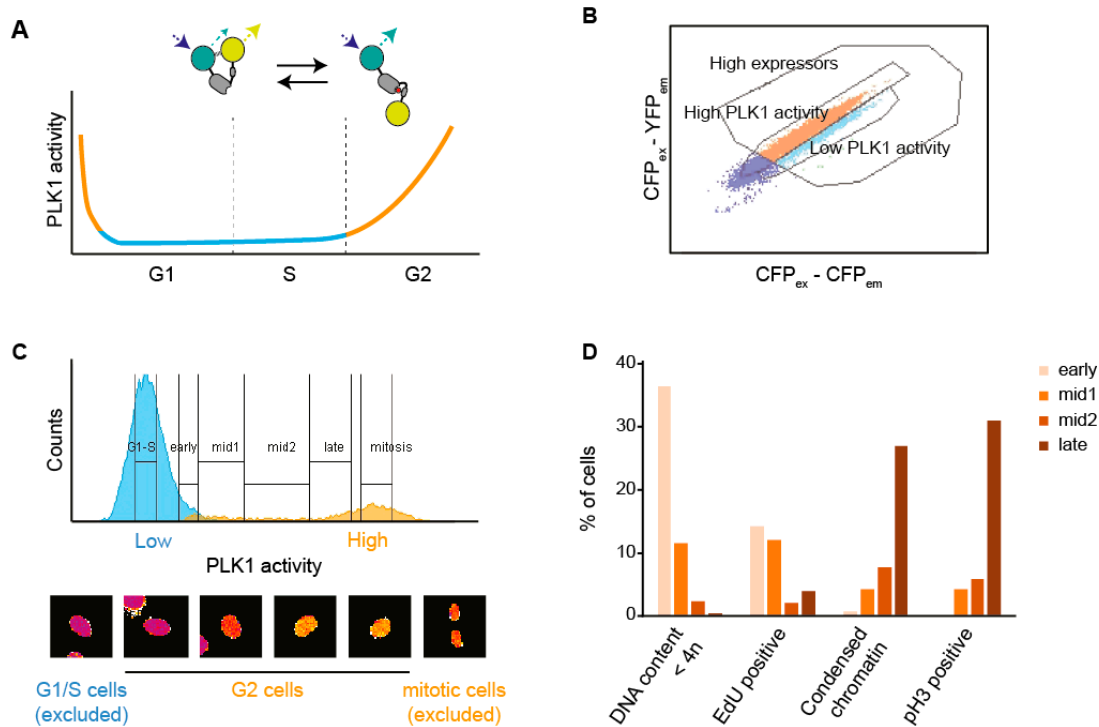 A
PLK1 activity
G1
S
G2
B
High expressors
High PLK1 activity
Low PLK1 activity
CFPex - YFPem
CFPex - CFPem
C
Counts
G1-S
early
mid1
mid2
late
mitosis
Low
High
PLK1 activity
G1/S cells
(excluded)
G2 cells
mitotic cells
(excluded)
D
% of cells
40
30
20
10
0
early
mid1
mid2
late
DNA content
< 4n
EdU positive
Condensed
chromatin
pH3 positive